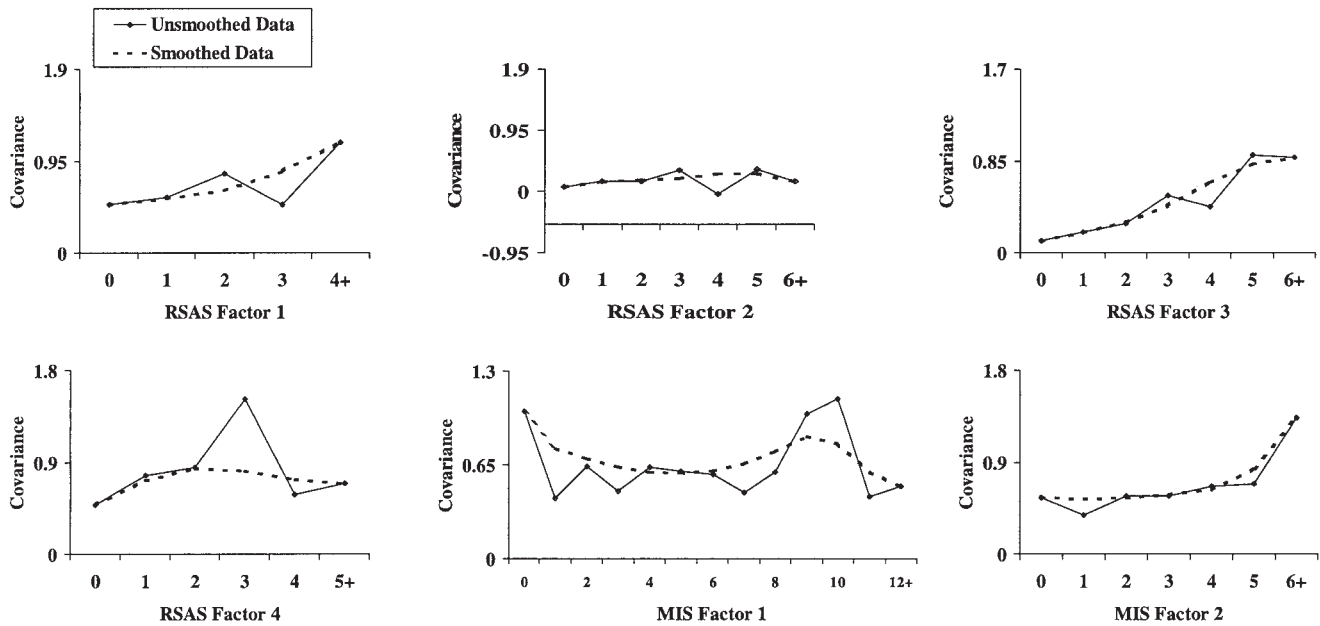 Unsmoothed Data
Smoothed Data
1.9
0.95
0
Covariance
0 1 2 3 4+
RSAS Factor 1
1.9
0.95
0
-0.95
Covariance
0 1 2 3 4 5 6+
RSAS Factor 2
1.7
0.85
0
Covariance
0 1 2 3 4 5 6+
RSAS Factor 3
1.8
0.9
0
Covariance
0 1 2 3 4 5+
RSAS Factor 4
1.3
0.65
0
Covariance
0 2 4 6 8 10 12+
MIS Factor 1
1.8
0.9
0
Covariance
0 1 2 3 4 5 6+
MIS Factor 2